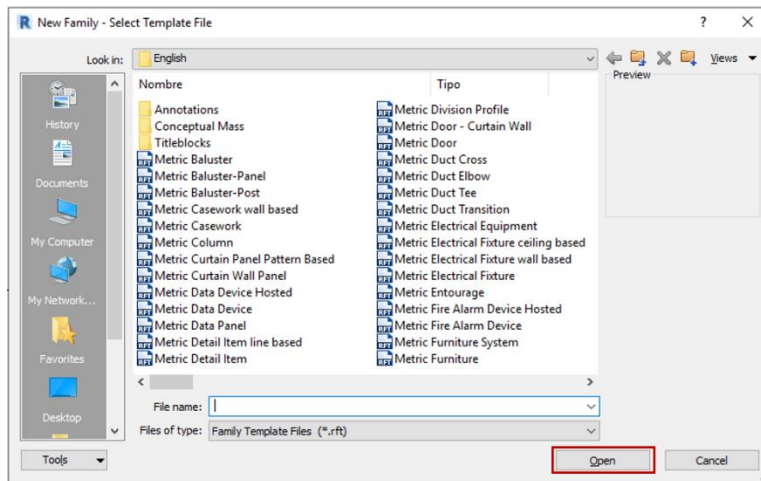 New Family - Select Template File
Look in: English Views
Nombre Tipo Preview
History
Documents
My Computer
My Network...
Favorites
Desktop
Annotations
Conceptual Mass
Titleblocks
Metric Baluster
Metric Baluster-Panel
Metric Baluster-Post
Metric Casework wall based
Metric Casework
Metric Column
Metric Curtain Panel Pattern Based
Metric Curtain Wall Panel
Metric Data Device Hosted
Metric Data Device
Metric Data Panel
Metric Detail Item line based
Metric Detail Item
Metric Division Profile
Metric Door - Curtain Wall
Metric Door
Metric Duct Cross
Metric Duct Elbow
Metric Duct Tee
Metric Duct Transition
Metric Electrical Equipment
Metric Electrical Fixture ceiling based
Metric Electrical Fixture wall based
Metric Electrical Fixture
Metric Entourage
Metric Fire Alarm Device Hosted
Metric Fire Alarm Device
Metric Furniture System
Metric Furniture
File name:
Files of type: Family Template Files (*.rft)
Tools Open Cancel